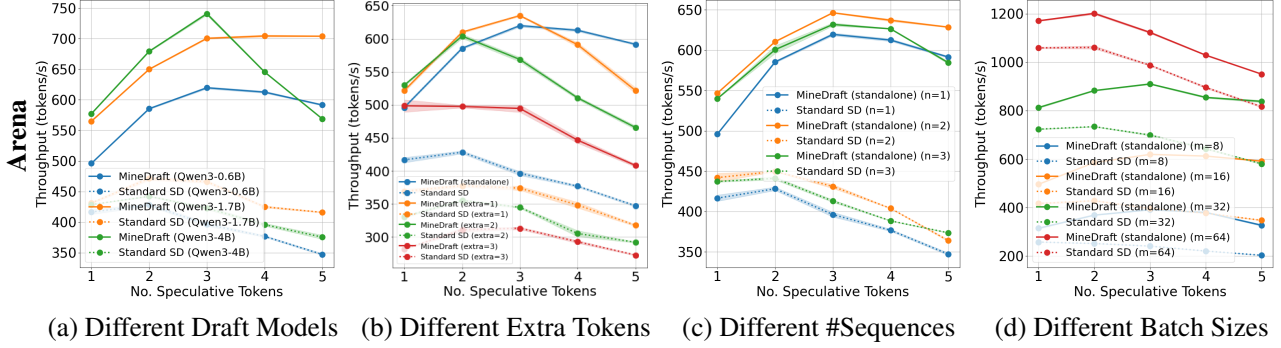 Arena
Throughput (tokens/s)
750
700
650
600
550
500
450
400
350
MineDraft (Qwen3-0.6B)
Standard SD (Qwen3-0.6B)
MineDraft (Qwen3-1.7B)
Standard SD (Qwen3-1.7B)
MineDraft (Qwen3-4B)
Standard SD (Qwen3-4B)
1 2 3 4 5
No. Speculative Tokens
(a) Different Draft Models
Throughput (tokens/s)
650
600
550
500
450
400
350
300
MineDraft (standalone)
Standard SD
MineDraft (extra=1)
Standard SD (extra=1)
MineDraft (extra=2)
Standard SD (extra=2)
MineDraft (extra=3)
Standard SD (extra=3)
1 2 3 4 5
No. Speculative Tokens
(b) Different Extra Tokens
Throughput (tokens/s)
650
600
550
500
450
400
350
MineDraft (standalone) (n=1)
Standard SD (n=1)
MineDraft (standalone) (n=2)
Standard SD (n=2)
MineDraft (standalone) (n=3)
Standard SD (n=3)
1 2 3 4 5
No. Speculative Tokens
(c) Different #Sequences
Throughput (tokens/s)
1200
1000
800
600
400
200
MineDraft (standalone) (m=8)
Standard SD (m=8)
MineDraft (standalone) (m=16)
Standard SD (m=16)
MineDraft (standalone) (m=32)
Standard SD (m=32)
MineDraft (standalone) (m=64)
Standard SD (m=64)
1 2 3 4 5
No. Speculative Tokens
(d) Different Batch Sizes